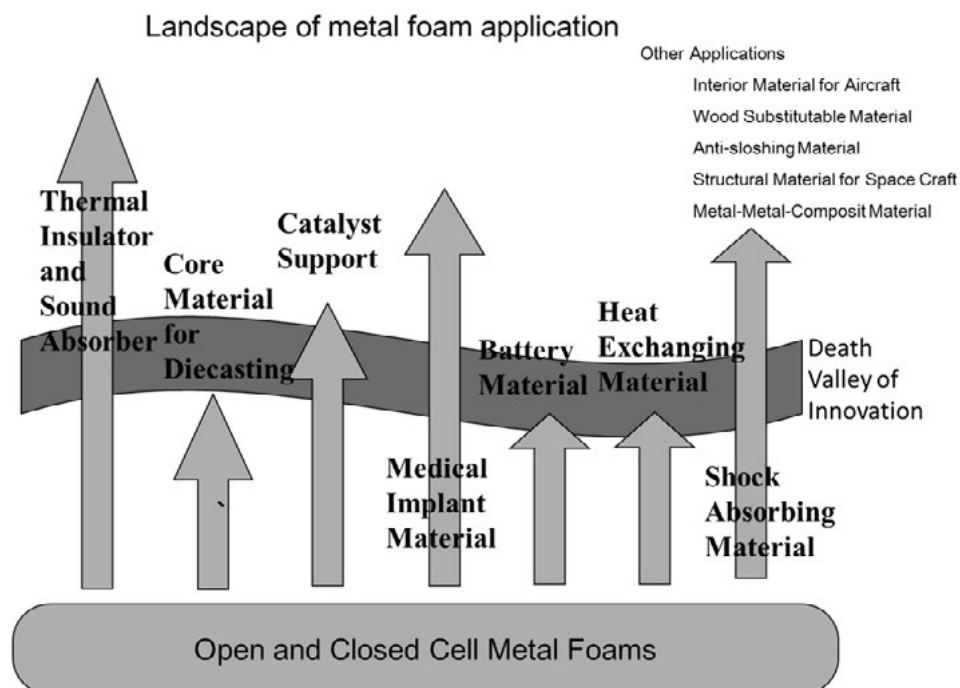 Landscape of metal foam application
Other Applications
Interior Material for Aircraft
Wood Substitutable Material
Anti-sloshing Material
Structural Material for Space Craft
Metal-Metal-Composit Material
Thermal
Insulator
and
Sound
Absorber
Core
Material
for
Diecasting
Catalyst
Support
Medical
Implant
Material
Battery
Material
Heat
Exchanging
Material
Shock
Absorbing
Material
Death
Valley of
Innovation
Open and Closed Cell Metal Foams